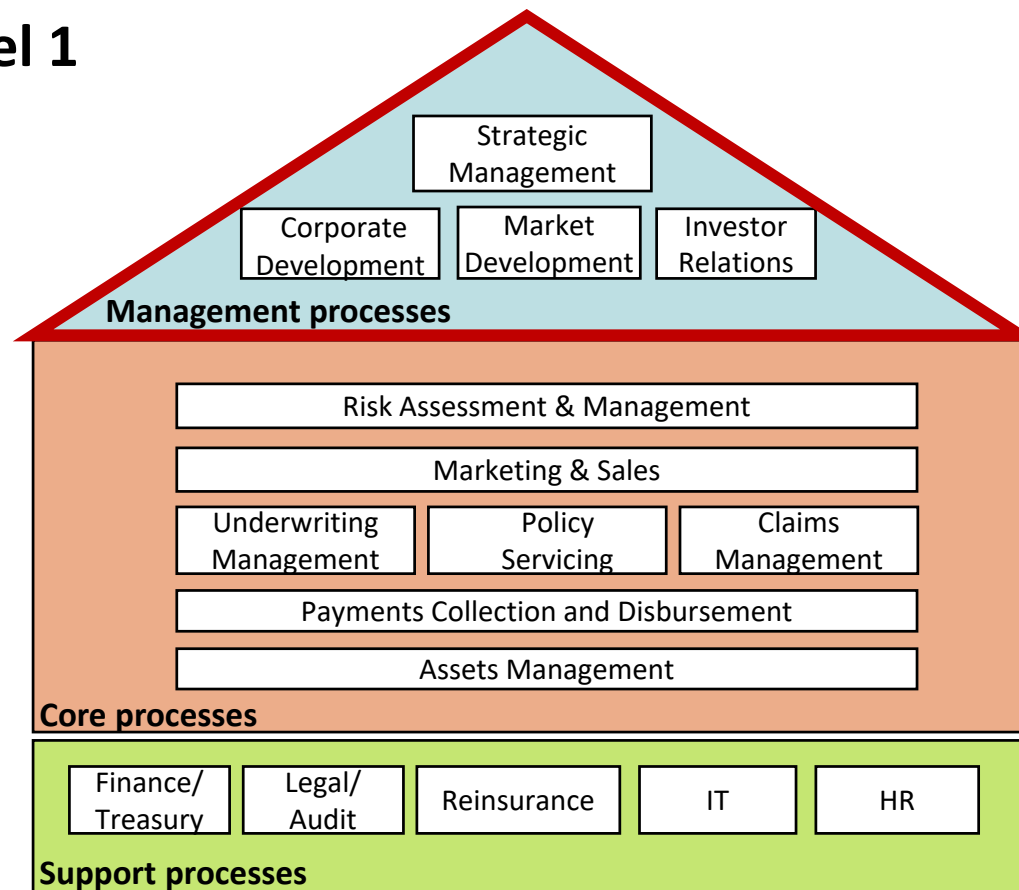 el 1
Strategic
Management
Corporate
Development
Market
Development
Investor
Relations
Management processes
Risk Assessment & Management
Marketing & Sales
Underwriting
Management
Policy
Servicing
Claims
Management
Payments Collection and Disbursement
Assets Management
Core processes
Finance/
Treasury
Legal/
Audit
Reinsurance
IT
HR
Support processes